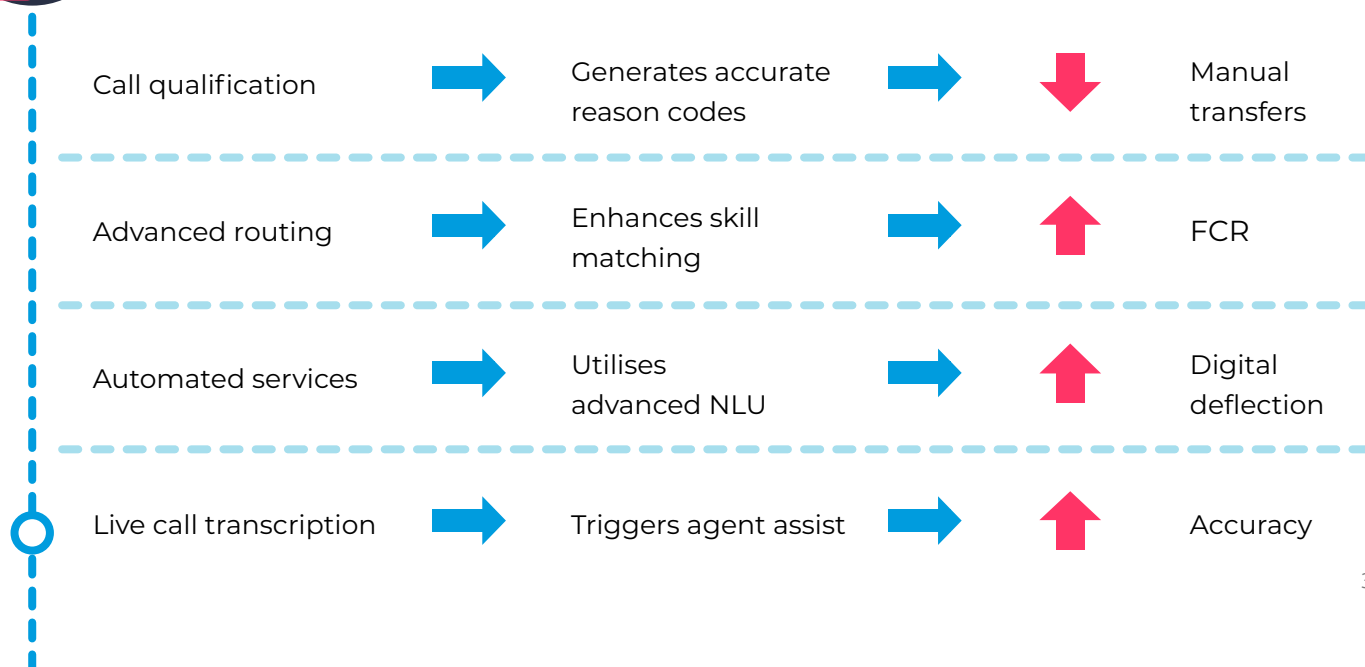 Call qualification
Generates accurate
reason codes
Manual
transfers
Advanced routing
Enhances skill
matching
FCR
Automated services
Utilises
advanced NLU
Digital
deflection
Live call transcription
Triggers agent assist
Accuracy